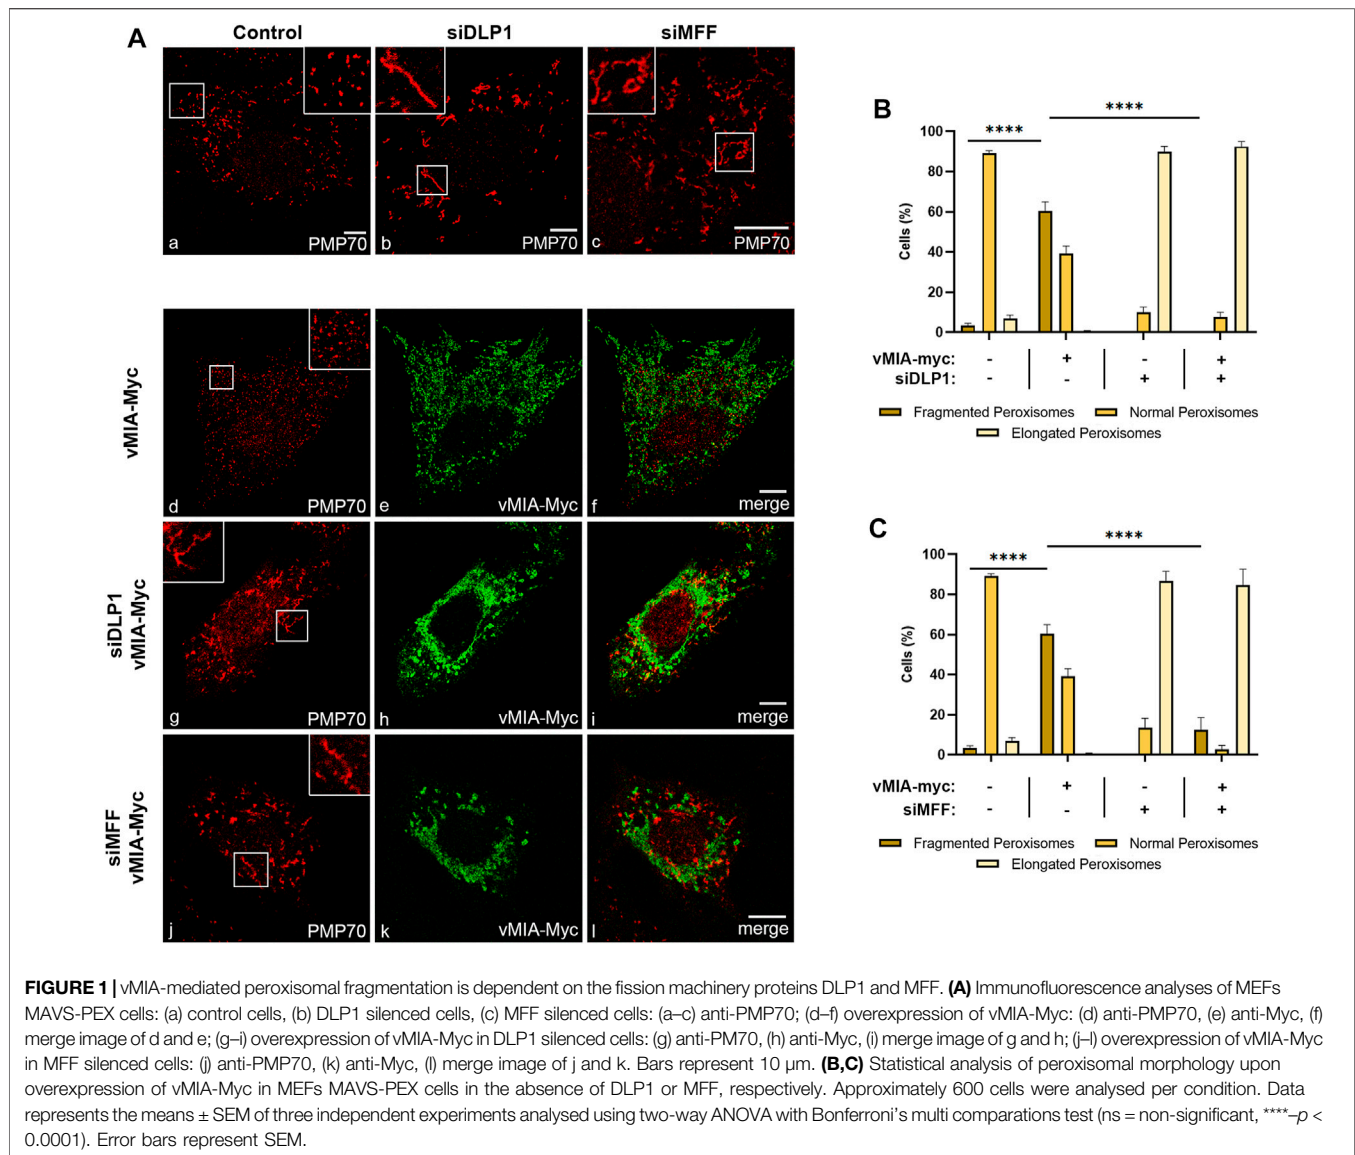 A
Control
siDLP1
siMFF
a
PMP70
b
PMP70
c
PMP70
vMIA-Myc
d
PMP70
e
vMIA-Myc
f
merge
siDLP1
vMIA-Myc
g
PMP70
h
vMIA-Myc
i
merge
siMFF
vMIA-Myc
j
PMP70
k
vMIA-Myc
l
merge
B
****
****
Cells (%)
100
80
60
40
20
0
vMIA-myc: - + - +
siDLP1: - - + +
Fragmented Peroxisomes
Normal Peroxisomes
Elongated Peroxisomes
C
****
****
Cells (%)
100
80
60
40
20
0
vMIA-myc: - + - +
siMFF: - - + +
Fragmented Peroxisomes
Normal Peroxisomes
Elongated Peroxisomes
FIGURE 1 | vMIA-mediated peroxisomal fragmentation is dependent on the fission machinery proteins DLP1 and MFF. (A) Immunofluorescence analyses of MEFs
MAVS-PEX cells: (a) control cells, (b) DLP1 silenced cells, (c) MFF silenced cells: (a–c) anti-PMP70; (d–f) overexpression of vMIA-Myc: (d) anti-PMP70, (e) anti-Myc, (f)
merge image of d and e; (g–i) overexpression of vMIA-Myc in DLP1 silenced cells: (g) anti-PM70, (h) anti-Myc, (i) merge image of g and h; (j–l) overexpression of vMIA-Myc
in MFF silenced cells: (j) anti-PMP70, (k) anti-Myc, (l) merge image of j and k. Bars represent 10 µm. (B,C) Statistical analysis of peroxisomal morphology upon
overexpression of vMIA-Myc in MEFs MAVS-PEX cells in the absence of DLP1 or MFF, respectively. Approximately 600 cells were analysed per condition. Data
represents the means ± SEM of three independent experiments analysed using two-way ANOVA with Bonferroni's multi comparations test (ns = non-significant, ****–p <
0.0001). Error bars represent SEM.